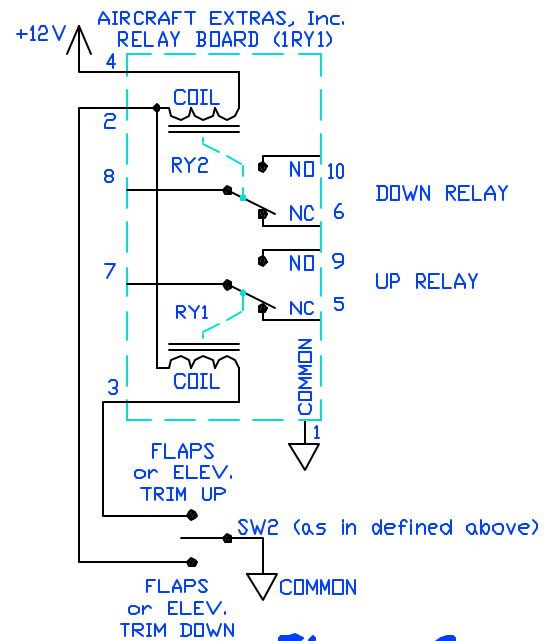 AIRCRAFT EXTRAS, Inc.
RELAY BOARD (1RY1)
+12V
4
COIL
2
RY2
NO 10
8
DOWN RELAY
NC 6
NO 9
7
UP RELAY
NC 5
RY1
COMMON
COIL
3
1
FLAPS
or ELEV.
TRIM UP
SW2 (as in defined above)
COMMON
FLAPS
or ELEV.
TRIM DOWN